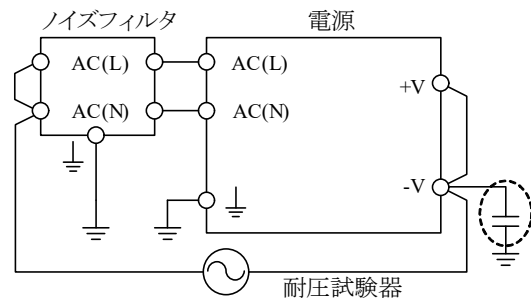 ノイズフィルタ
電源
AC(L)
AC(N)
AC(L)
AC(N)
+V
-V
耐圧試験器